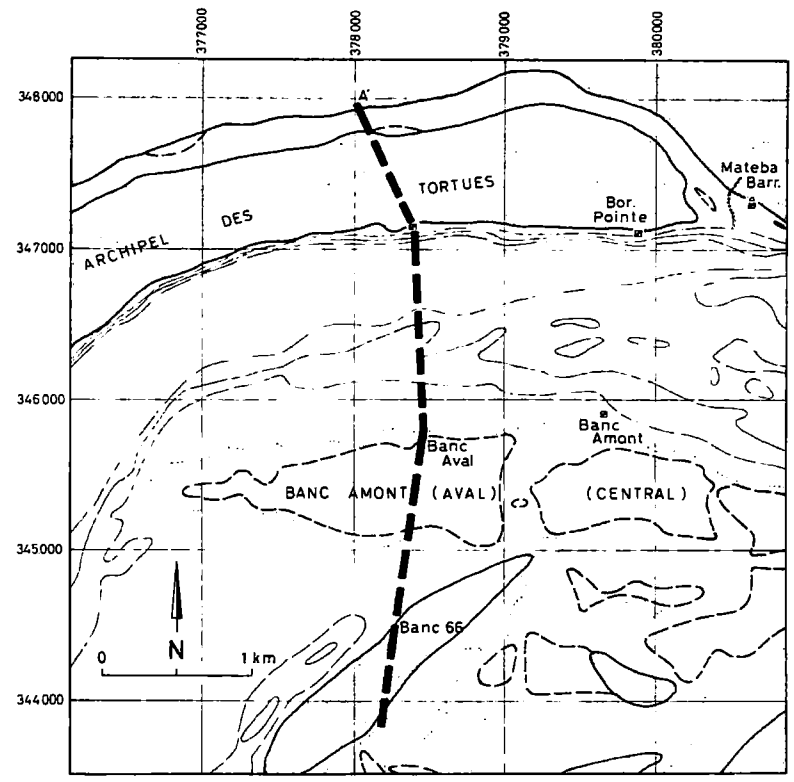 377000
378000
379000
380000
348000
A'
Mateba
Barr.
TORTUES
Bor.
Pointe
DES
ARCHIPEL
347000
346000
Banc
Amont
Banc
Aval
BANC AMONT (AVAL)
(CENTRAL)
345000
N
0 1 km
Banc 66
344000